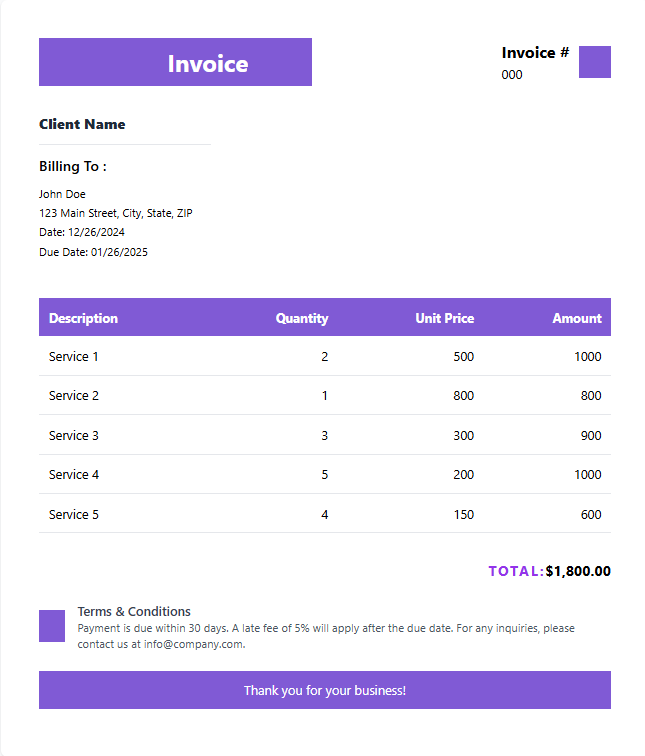 Invoice
Invoice #
000
Client Name
Billing To :
John Doe
123 Main Street, City, State, ZIP
Date: 12/26/2024
Due Date: 01/26/2025
Description Quantity Unit Price Amount
Service 1 2 500 1000
Service 2 1 800 800
Service 3 3 300 900
Service 4 5 200 1000
Service 5 4 150 600
TOTAL:$1,800.00
Terms & Conditions
Payment is due within 30 days. A late fee of 5% will apply after the due date. For any inquiries, please
contact us at info@company.com.
Thank you for your business!